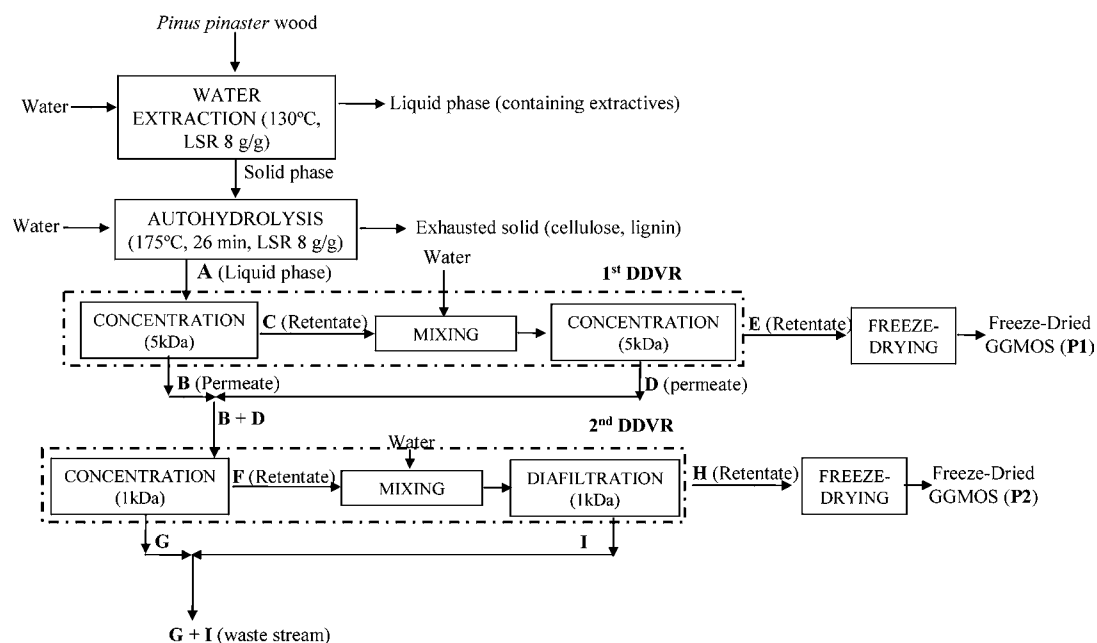 Pinus pinaster wood
Water
WATER
EXTRACTION (130ºC,
LSR 8 g/g)
Liquid phase (containing extractives)
Solid phase
Water
AUTOHYDROLYSIS
(175ºC, 26 min, LSR 8 g/g)
Exhausted solid (cellulose, lignin)
A (Liquid phase)
Water
1st DDVR
CONCENTRATION
(5kDa)
C (Retentate)
MIXING
CONCENTRATION
(5kDa)
E (Retentate)
FREEZE-
DRYING
Freeze-Dried
GGMOS (P1)
B (Permeate)
D (permeate)
B + D
2nd DDVR
Water
CONCENTRATION
(1kDa)
F (Retentate)
MIXING
DIAFILTRATION
(1kDa)
H (Retentate)
FREEZE-
DRYING
Freeze-Dried
GGMOS (P2)
G
I
G + I (waste stream)